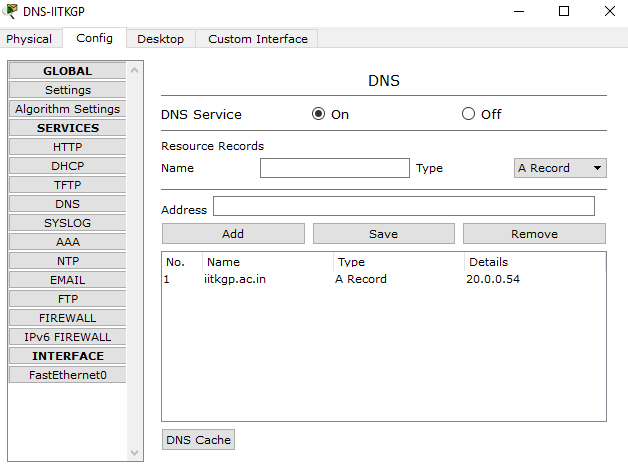 DNS-IITKGP
Physical Config Desktop Custom Interface
GLOBAL
Settings
Algorithm Settings
SERVICES
HTTP
DHCP
TFTP
DNS
SYSLOG
AAA
NTP
EMAIL
FTP
FIREWALL
IPv6 FIREWALL
INTERFACE
FastEthernet0
DNS
DNS Service On Off
Resource Records
Name Type A Record
Address
Add Save Remove
No. Name Type Details
1 iitkgp.ac.in A Record 20.0.0.54
DNS Cache